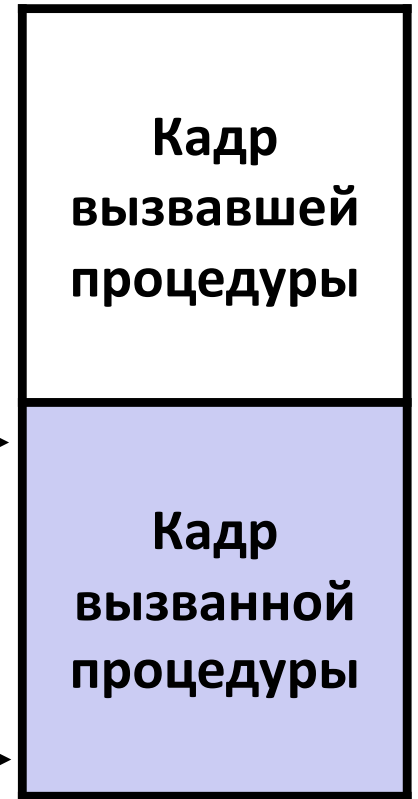 Кадр
вызвавшей
процедуры
Кадр
вызванной
процедуры